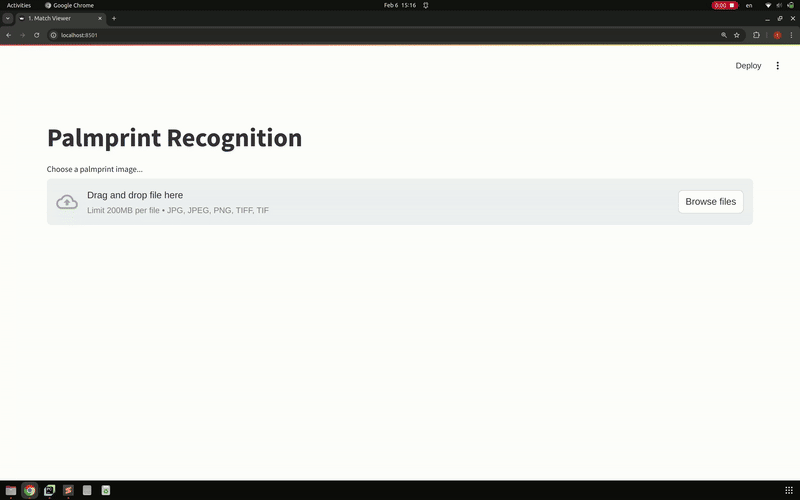 Activities
Google Chrome
Feb 6 15:16
0:00
en
1. Match Viewer
localhost:8501
Deploy
Palmprint Recognition
Choose a palmprint image...
Drag and drop file here
Limit 200MB per file • JPG, JPEG, PNG, TIFF, TIF
Browse files